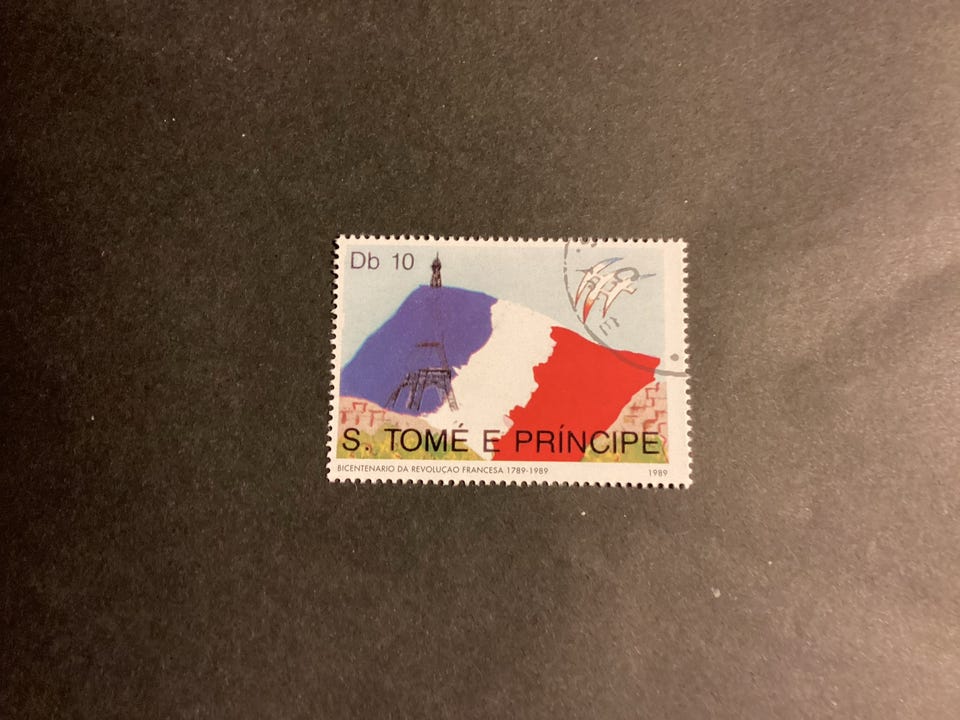 Db 10
S. TOMÉ E PRÍNCIPE
BICENTENARIO DA REVOLUÇAO FRANCESA 1789-1989
1989